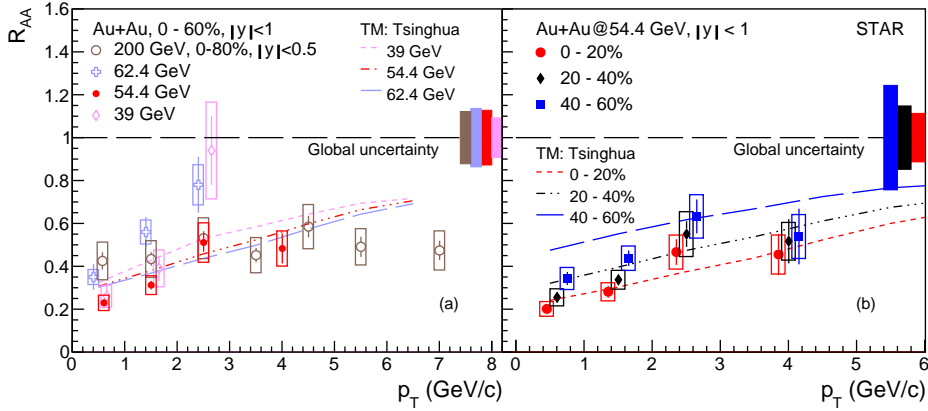 R_AA
1.6
1.4
1.2
1
0.8
0.6
0.4
0.2
0
Au+Au, 0 - 60%, |y|<1
200 GeV, 0-80%, |y|<0.5
62.4 GeV
54.4 GeV
39 GeV
TM: Tsinghua
39 GeV
54.4 GeV
62.4 GeV
Global uncertainty
(a)
0 1 2 3 4 5 6 7 8
p_T (GeV/c)
Au+Au@54.4 GeV, |y| < 1
STAR
0 - 20%
20 - 40%
40 - 60%
Global uncertainty
TM: Tsinghua
0 - 20%
20 - 40%
40 - 60%
(b)
0 1 2 3 4 5 6
p_T (GeV/c)